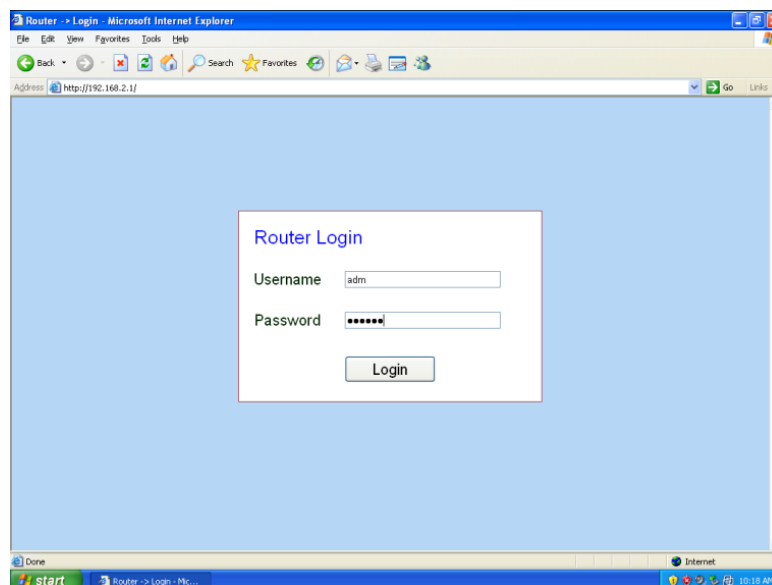 Router -> Login - Microsoft Internet Explorer
File Edit View Favorites Tools Help
Back Search Favorites
Address http://192.168.2.1/ Go Links
Router Login
Username adm
Password ••••••
Login
Done Internet
start Router -> Login - Mic... 10:18 AM